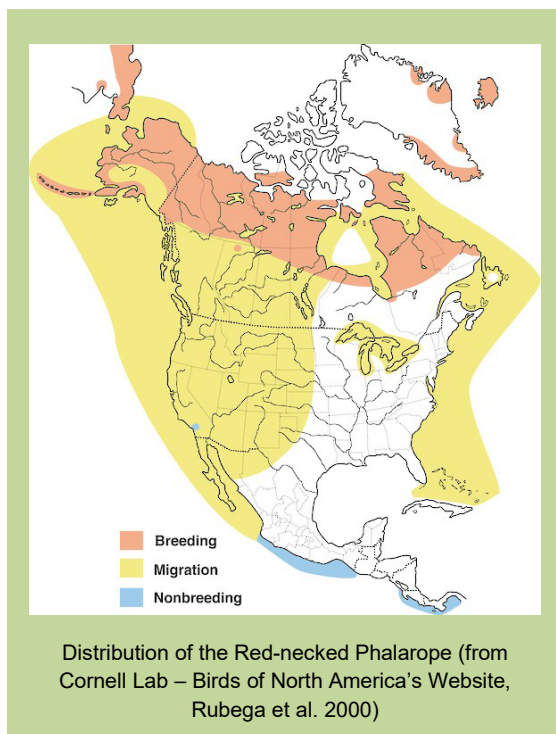 Breeding
Migration
Nonbreeding
Distribution of the Red-necked Phalarope (from
Cornell Lab – Birds of North America's Website,
Rubega et al. 2000)